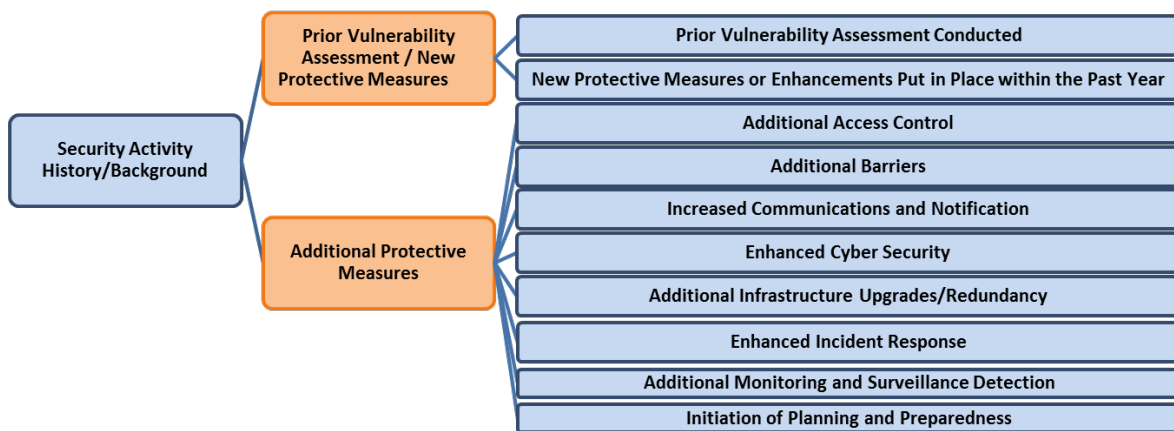 Security Activity
History/Background
Prior Vulnerability
Assessment / New
Protective Measures
Prior Vulnerability Assessment Conducted
New Protective Measures or Enhancements Put in Place within the Past Year
Additional Protective
Measures
Additional Access Control
Additional Barriers
Increased Communications and Notification
Enhanced Cyber Security
Additional Infrastructure Upgrades/Redundancy
Enhanced Incident Response
Additional Monitoring and Surveillance Detection
Initiation of Planning and Preparedness